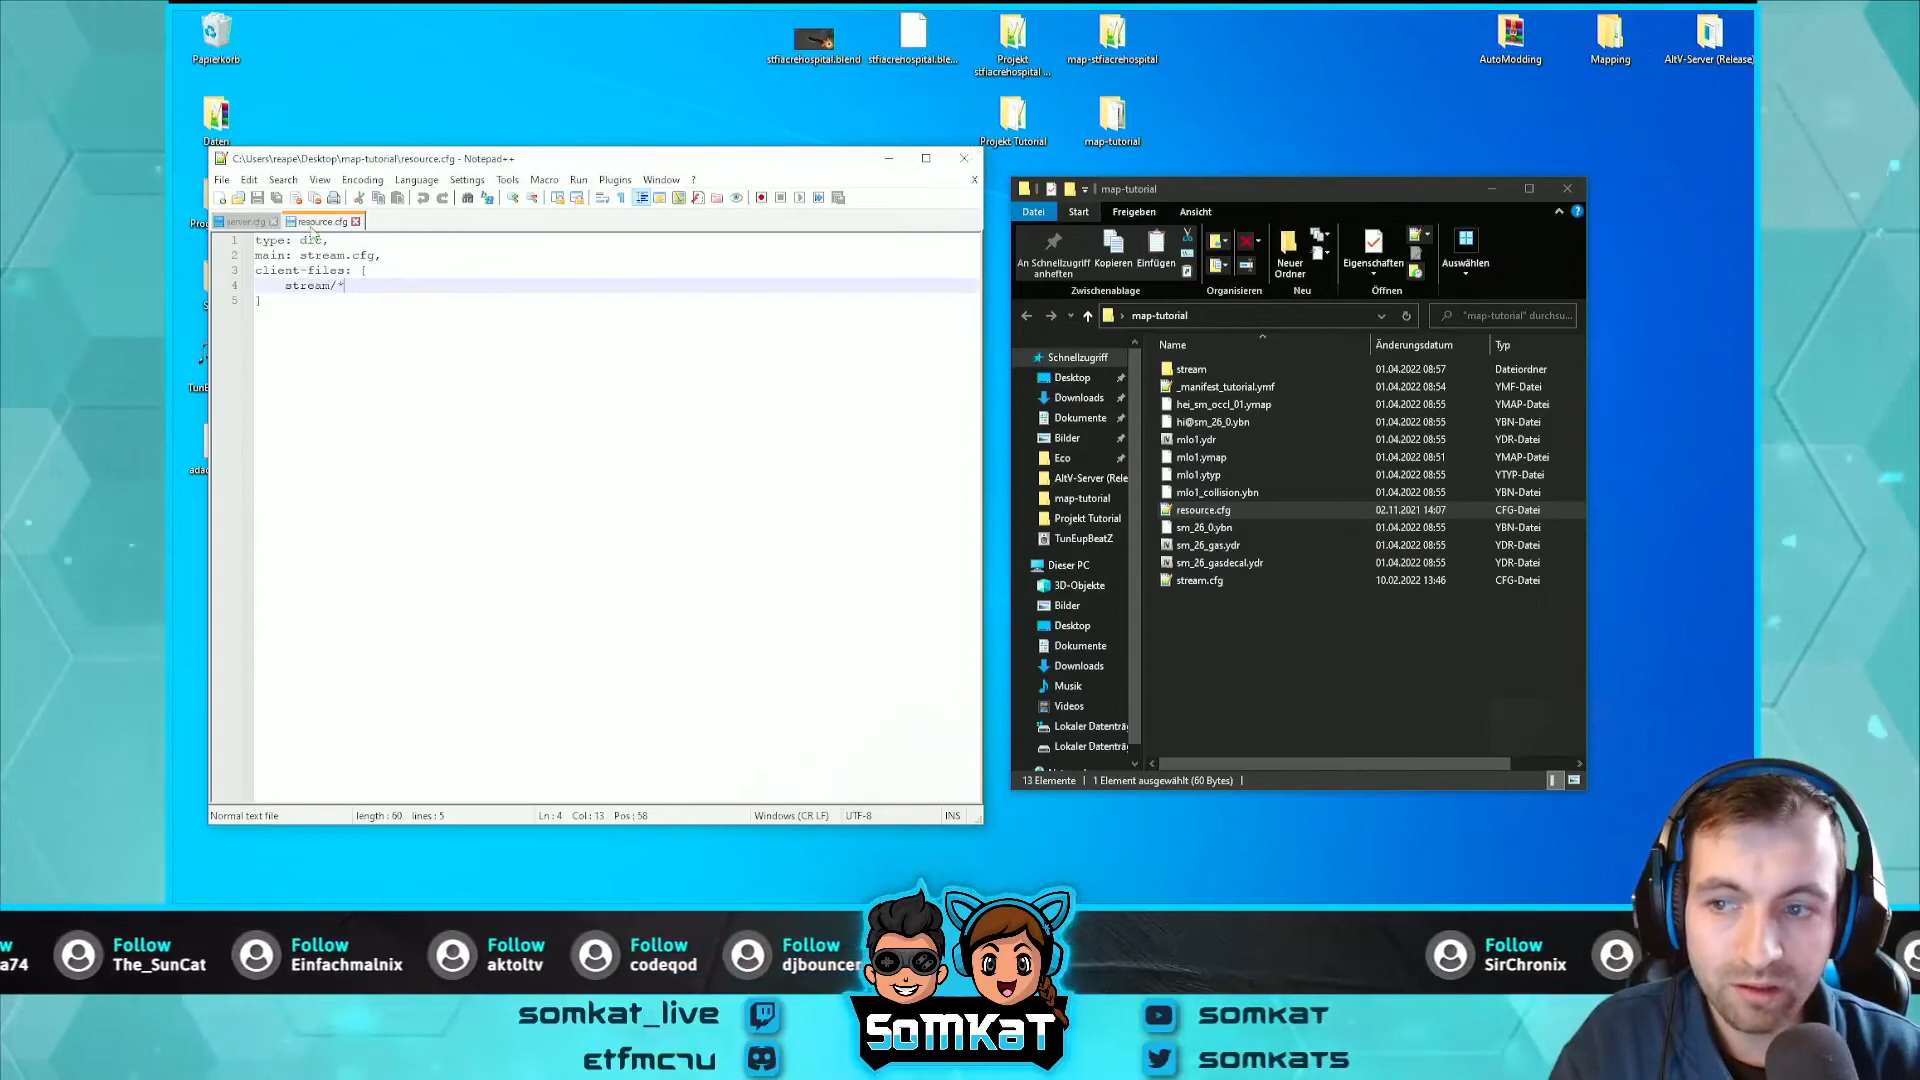 Papierkorb
stfiacrehospital.blend
stfiacrehospital.ble...
Projekt
stfiacrehospital ...
map-stfiacrehospital
AutoModding
Mapping
AltV-Server (Release)
Daten
Projekt Tutorial
map-tutorial
C:\Users\reape\Desktop\map-tutorial\resource.cfg - Notepad++
File Edit Search View Encoding Language Settings Tools Macro Run Plugins Window ?
X
server.cfg
resource.cfg
1 type: dlc,
2 main: stream.cfg,
3 client-files: [
4 stream/*
5 ]
Normal text file
length : 60 lines : 5
Ln : 4 Col : 13 Pos : 58
Windows (CR LF)
UTF-8
INS
map-tutorial
Datei
Start
Freigeben
Ansicht
An Schnellzugriff
anheften
Kopieren
Einfügen
Zwischenablage
Organisieren
Neuer
Ordner
Neu
Eigenschaften
Öffnen
Auswählen
map-tutorial
"map-tutorial" durchsu...
Schnellzugriff
Desktop
Downloads
Dokumente
Bilder
Eco
AltV-Server (Rele
map-tutorial
Projekt Tutorial
TunEupBeatZ
Dieser PC
3D-Objekte
Bilder
Desktop
Dokumente
Downloads
Musik
Videos
Lokaler Datenträ
Lokaler Datenträ
Name Änderungsdatum Typ
stream 01.04.2022 08:57 Dateiordner
_manifest_tutorial.ymf 01.04.2022 08:54 YMF-Datei
hei_sm_occl_01.ymap 01.04.2022 08:55 YMAP-Datei
hi@sm_26_0.ybn 01.04.2022 08:55 YBN-Datei
mlo1.ydr 01.04.2022 08:55 YDR-Datei
mlo1.ymap 01.04.2022 08:51 YMAP-Datei
mlo1.ytyp 01.04.2022 08:55 YTYP-Datei
mlo1_collision.ybn 01.04.2022 08:55 YBN-Datei
resource.cfg 02.11.2021 14:07 CFG-Datei
sm_26_0.ybn 01.04.2022 08:55 YBN-Datei
sm_26_gas.ydr 01.04.2022 08:55 YDR-Datei
sm_26_gasdecal.ydr 01.04.2022 08:55 YDR-Datei
stream.cfg 10.02.2022 13:46 CFG-Datei
13 Elemente
1 Element ausgewählt (60 Bytes)
w
a74
Follow
The_SunCat
Follow
Einfachmalnix
Follow
aktoltv
Follow
codeqod
Follow
djbouncer
Follow
SirChronix
somkat_live
SOMKAT
SOMKAT
SOMKATS